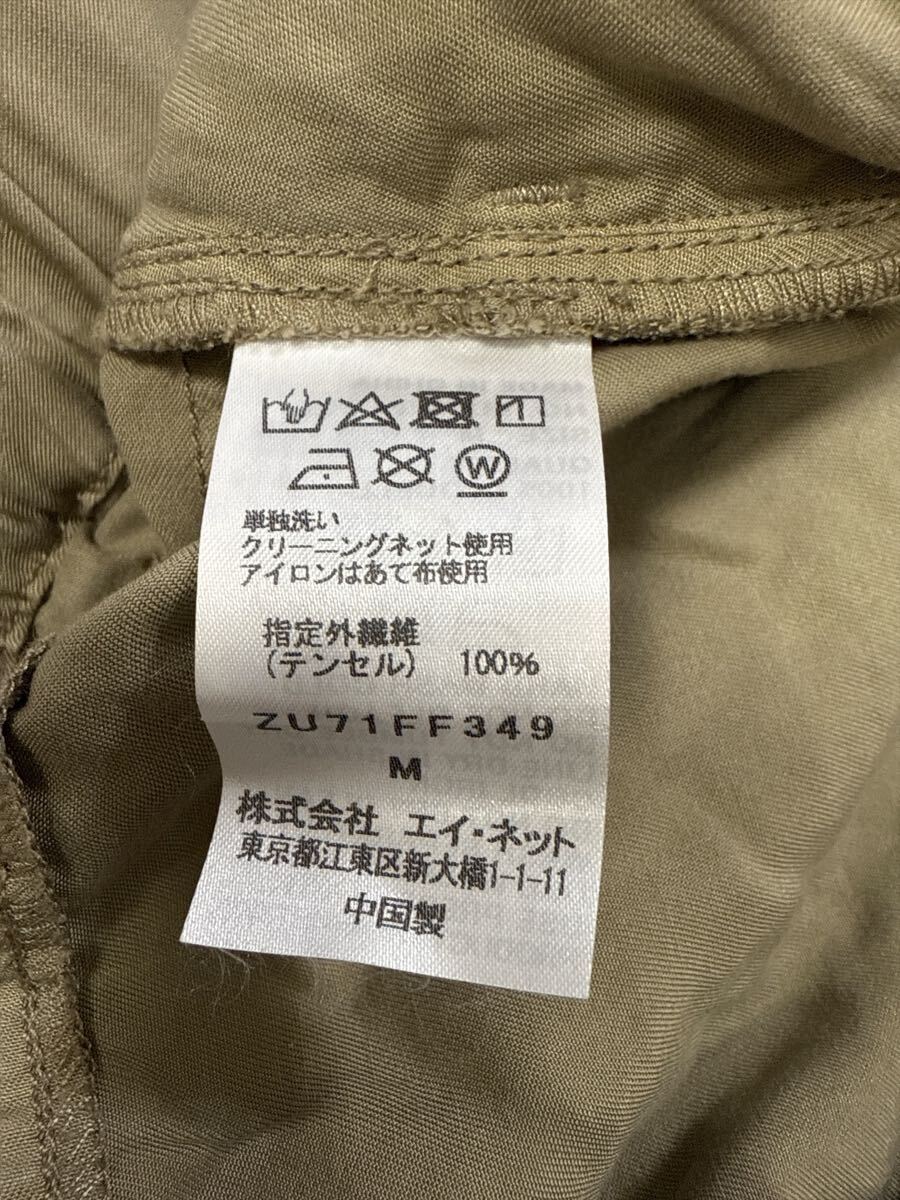 W
単独洗い
クリーニングネット使用
アイロンはあて布使用
指定外繊維
(テンセル) 100%
ZU71FF349
M
株式会社 エイ・ネット
東京都江東区新大橋1-1-11
中国製